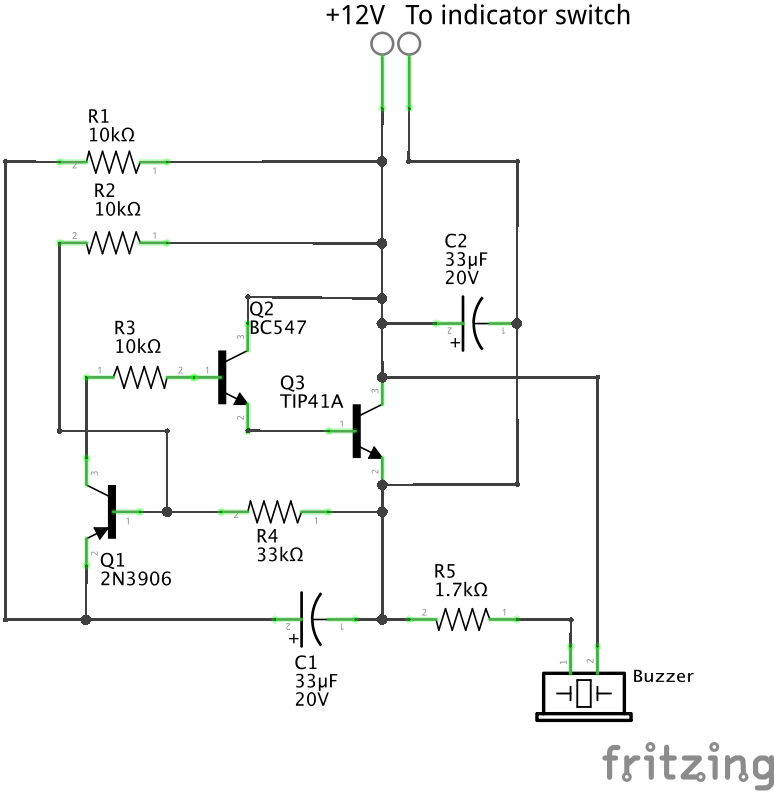 +12V To indicator switch
R1
10kΩ
2 1
R2
10kΩ
2 1
C2
33µF
20V
2 1
+
Q2
BC547
3
1
2
R3
10kΩ
1 2
Q3
TIP41A
3
1
2
3
1
2
Q1
2N3906
2 1
R4
33kΩ
R5
1.7kΩ
2 1
2 1
+
C1
33µF
20V
1 2
Buzzer
fritzing